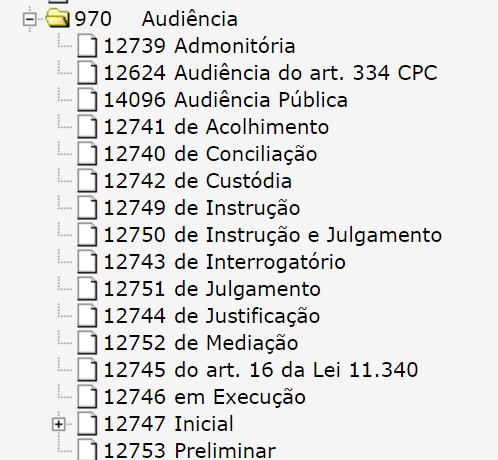 970 Audiência
12739 Admonitória
12624 Audiência do art. 334 CPC
14096 Audiência Pública
12741 de Acolhimento
12740 de Conciliação
12742 de Custódia
12749 de Instrução
12750 de Instrução e Julgamento
12743 de Interrogatório
12751 de Julgamento
12744 de Justificação
12752 de Mediação
12745 do art. 16 da Lei 11.340
12746 em Execução
12747 Inicial
12753 Preliminar